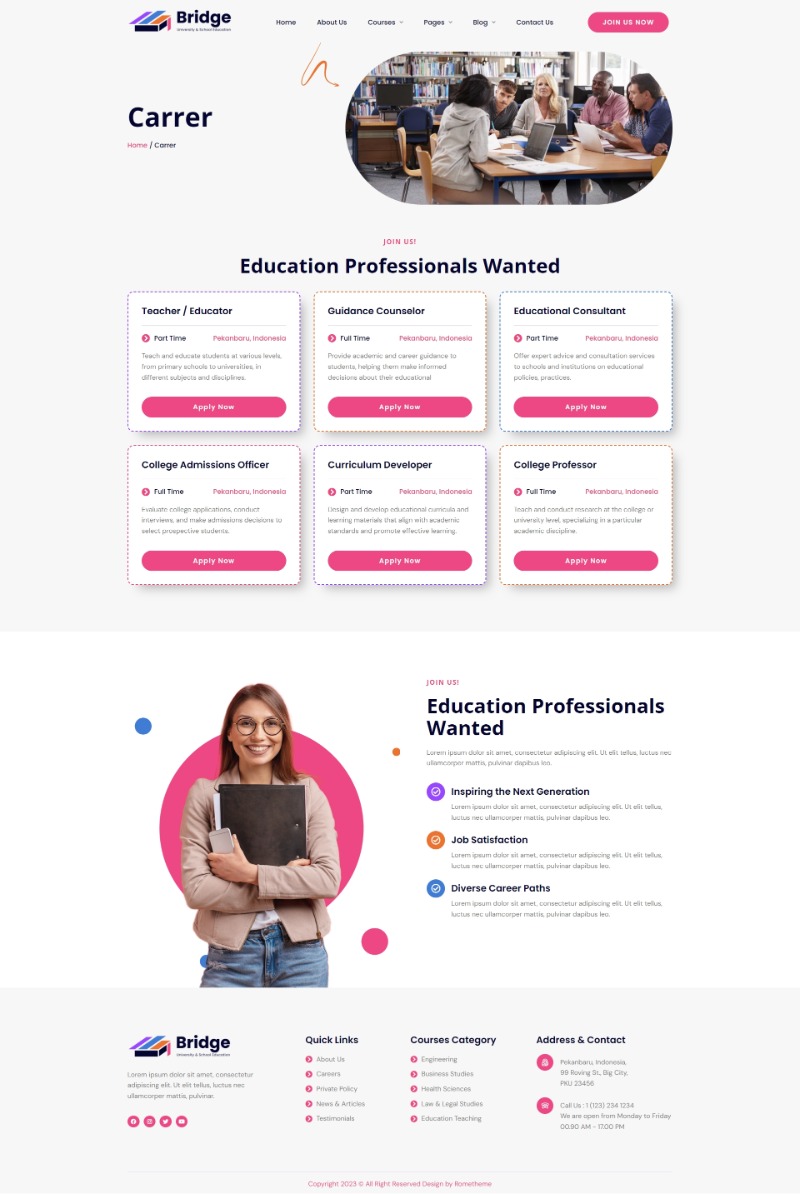 Bridge
University & School Education
Home About Us Courses Pages Blog Contact Us JOIN US NOW
Carrer
Home / Carrer
JOIN US!
Education Professionals Wanted
Teacher / Educator
Part Time Pekanbaru, Indonesia
Teach and educate students at various levels,
from primary schools to universities, in
different subjects and disciplines.
Apply Now
Guidance Counselor
Full Time Pekanbaru, Indonesia
Provide academic and career guidance to
students, helping them make informed
decisions about their educational
Apply Now
Educational Consultant
Part Time Pekanbaru, Indonesia
Offer expert advice and consultation services
to schools and institutions on educational
policies, practices.
Apply Now
College Admissions Officer
Full Time Pekanbaru, Indonesia
Evaluate college applications, conduct
interviews, and make admissions decisions to
select prospective students.
Apply Now
Curriculum Developer
Part Time Pekanbaru, Indonesia
Design and develop educational curricula and
learning materials that align with academic
standards and promote effective learning.
Apply Now
College Professor
Full Time Pekanbaru, Indonesia
Teach and conduct research at the college or
university level, specializing in a particular
academic discipline.
Apply Now
JOIN US!
Education Professionals
Wanted
Lorem ipsum dolor sit amet, consectetur adipiscing elit. Ut elit tellus, luctus nec
ullamcorper mattis, pulvinar dapibus leo.
Inspiring the Next Generation
Lorem ipsum dolor sit amet, consectetur adipiscing elit. Ut elit tellus,
luctus nec ullamcorper mattis, pulvinar dapibus leo.
Job Satisfaction
Lorem ipsum dolor sit amet, consectetur adipiscing elit. Ut elit tellus,
luctus nec ullamcorper mattis, pulvinar dapibus leo.
Diverse Career Paths
Lorem ipsum dolor sit amet, consectetur adipiscing elit. Ut elit tellus,
luctus nec ullamcorper mattis, pulvinar dapibus leo.
Bridge
University & School Education
Lorem ipsum dolor sit amet, consectetur
adipiscing elit. Ut elit tellus, luctus nec
ullamcorper mattis, pulvinar.
Quick Links
About Us
Careers
Private Policy
News & Articles
Testimonials
Courses Category
Engineering
Business Studies
Health Sciences
Law & Legal Studies
Education Teaching
Address & Contact
Pekanbaru, Indonesia,
99 Roving St., Big City,
PKU 23456
Call Us : 1 (123) 234 1234
We are open from Monday to Friday
00.90 AM - 17.00 PM
Copyright 2023 © All Right Reserved Design by Rometheme